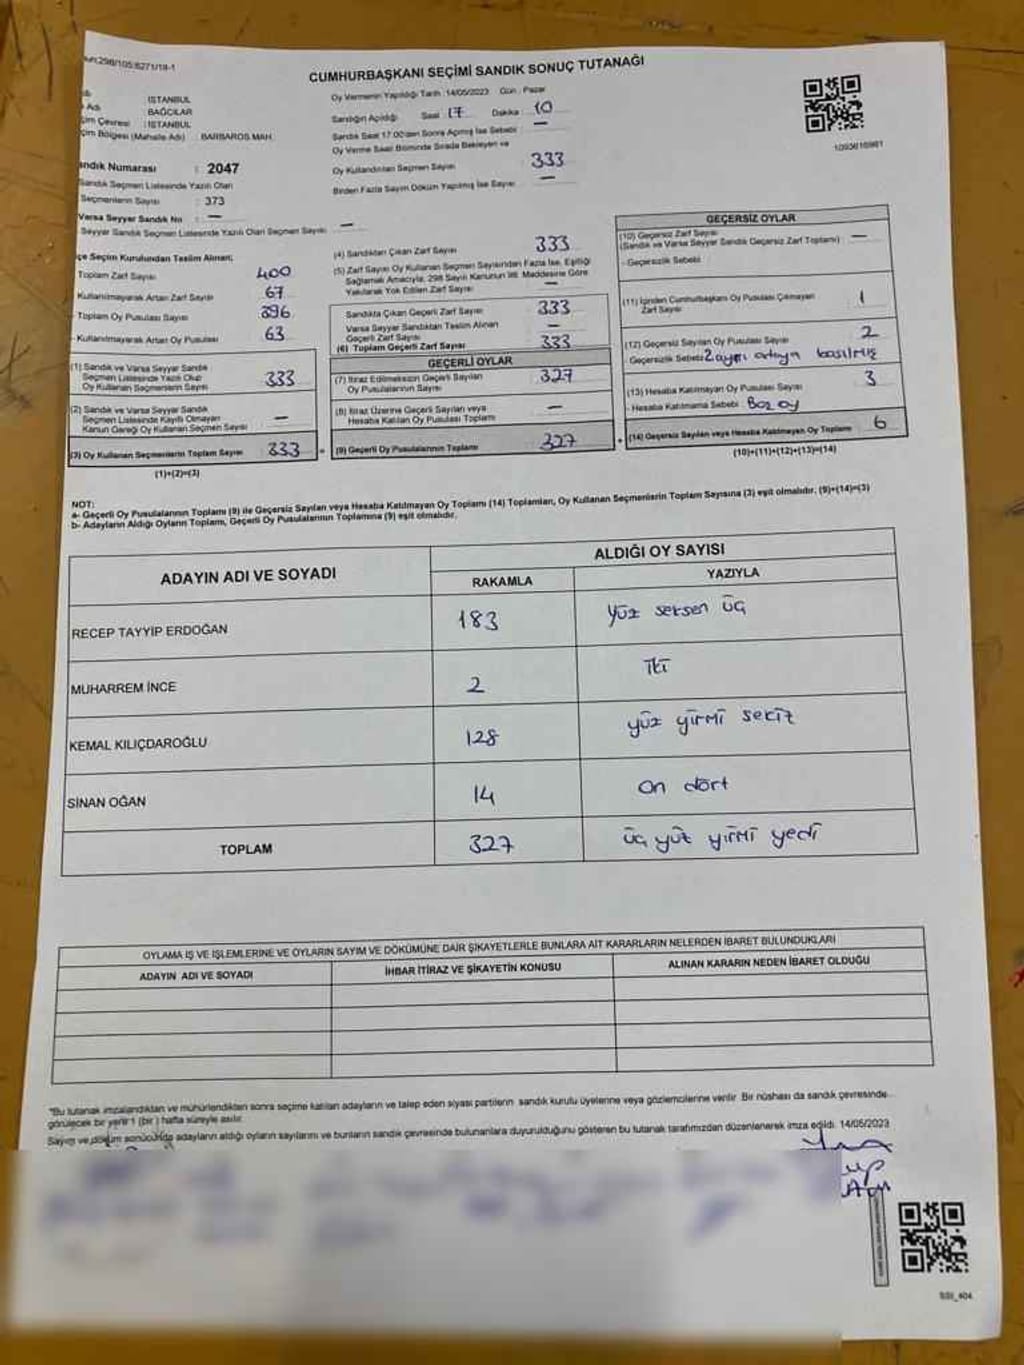 CUMHURBAŞKANI SEÇİMİ SANDIK SONUÇ TUTANAĞI
İSTANBUL
Adı BAĞCILAR
Çevresi : İSTANBUL
Bölgesi (Mahalle Adı) BARBAROS MAH.
Sandık Numarası : 2047
Sandık Seçmen Listesinde Yazılı Olan
Seçmenlerin Sayısı : 373
Varsa Seyyar Sandık No : —
Seyyar Sandık Seçmen Listesinde Yazılı Olan Seçmen Sayısı —
Oy Vermenin Yapıldığı Tarih : 14/05/2023 Gün : Pazar
Sandığın Açıldığı Saat 17 Dakika 10
Sandık Saat 17.00'den Sonra Açılmış İse Sebebi : —
Oy Verme Saati Bitiminde Sırada Bekleyen ve
Oy Kullandırılan Seçmen Sayısı 333
Birden Fazla Sayım Döküm Yapılmış İse Sayısı —
1093616981
İlçe Seçim Kurulundan Teslim Alınan;
Toplam Zarf Sayısı 400
Kullanılmayarak Artan Zarf Sayısı 67
- Toplam Oy Pusulası Sayısı 396
- Kullanılmayarak Artan Oy Pusulası 63
(1) Sandık ve Varsa Seyyar Sandık
Seçmen Listesinde Yazılı Olup
Oy Kullanan Seçmenlerin Sayısı 333
(2) Sandık ve Varsa Seyyar Sandık
Seçmen Listesinde Kayıtlı Olmayan
Kanun Gereği Oy Kullanan Seçmen Sayısı —
(3) Oy Kullanan Seçmenlerin Toplam Sayısı 333 =
(1)+(2)=(3)
(4) Sandıktan Çıkan Zarf Sayısı 333
(5) Zarf Sayısı Oy Kullanan Seçmen Sayısından Fazla İse, Eşitliği
Sağlamak Amacıyla, 298 Sayılı Kanunun 98. Maddesine Göre
Yakılarak Yok Edilen Zarf Sayısı —
Sandıkta Çıkan Geçerli Zarf Sayısı 333
Varsa Seyyar Sandıktan Teslim Alınan
Geçerli Zarf Sayısı —
(6) Toplam Geçerli Zarf Sayısı 333
GEÇERLİ OYLAR
(7) İtiraz Edilmeksizin Geçerli Sayılan
Oy Pusulalarının Sayısı 327
(8) İtiraz Üzerine Geçerli Sayılan veya
Hesaba Katılan Oy Pusulaları Toplamı —
(9) Geçerli Oy Pusulalarının Toplamı 327 +
GEÇERSİZ OYLAR
(10) Geçersiz Zarf Sayısı —
(Sandık ve Varsa Seyyar Sandık Geçersiz Zarf Toplamı)
- Geçersizlik Sebebi
(11) İçinden Cumhurbaşkanı Oy Pusulası Çıkmayan
Zarf Sayısı 1
(12) Geçersiz Sayılan Oy Pusulası Sayısı 2
- Geçersizlik Sebebi 2 ayrı adaya basılmış
(13) Hesaba Katılmayan Oy Pusulası Sayısı 3
- Hesaba Katılmama Sebebi Boş oy
(14) Geçersiz Sayılan veya Hesaba Katılmayan Oy Toplamı 6
(10)+(11)+(12)+(13)=(14)
NOT:
a- Geçerli Oy Pusulalarının Toplamı (9) ile Geçersiz Sayılan veya Hesaba Katılmayan Oy Toplamı (14) Toplamları, Oy Kullanan Seçmenlerin Toplam Sayısına (3) eşit olmalıdır. (9)+(14)=(3)
b- Adayların Aldığı Oyların Toplamı, Geçerli Oy Pusulalarının Toplamına (9) eşit olmalıdır.
ADAYIN ADI VE SOYADI
ALDIĞI OY SAYISI
RAKAMLA YAZIYLA
RECEP TAYYİP ERDOĞAN 183 yüz seksen üç
MUHARREM İNCE 2 iki
KEMAL KILIÇDAROĞLU 128 yüz yirmi sekiz
SİNAN OĞAN 14 on dört
TOPLAM 327 üç yüz yirmi yedi
OYLAMA İŞ VE İŞLEMLERİNE VE OYLARIN SAYIM VE DÖKÜMÜNE DAİR ŞİKAYETLERLE BUNLARA AİT KARARLARIN NELERDEN İBARET BULUNDUKLARI
ADAYIN ADI VE SOYADI İHBAR İTİRAZ VE ŞİKAYETİN KONUSU ALINAN KARARIN NEDEN İBARET OLDUĞU
"Bu tutanak imzalandıktan ve mühürlendikten sonra seçime katılan adayların ve talep eden siyasi partilerin sandık kurulu üyelerine veya gözlemcilerine verilir. Bir nüshası da sandık çevresinde
görülecek bir yere 1 (bir) hafta süreyle asılır.
Sayım ve döküm sonucunda adayların aldığı oyların sayılarını ve bunların sandık çevresinde bulunanlara duyurulduğunu gösteren bu tutanak tarafımızdan düzenlenerek imza edildi. 14/05/2023
SSI_404